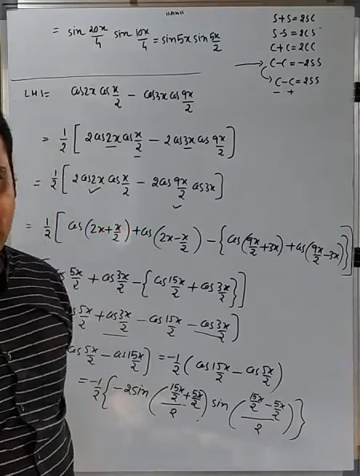 = sin 20x/4 sin 10x/4 = sin5x sin 5x/2
S+S = 2SC
S-S = 2CS
C+C = 2CC
C-C = -2SS
C-C = 2SS
- +
LHS = cos2x cos x/2 - cos3x cos 9x/2
= 1/2 [ 2cos2x cos x/2 - 2cos3x cos 9x/2 ]
= 1/2 [ 2cos2x cos x/2 - 2cos 9x/2 cos3x ]
= 1/2 [ cos(2x+x/2) + cos(2x-x/2) - { cos(9x/2+3x) + cos(9x/2-3x) } ]
5x/2 + cos 3x/2 - { cos 15x/2 + cos 3x/2 } ]
cos 5x/2 + cos 3x/2 - cos 15x/2 - cos 3x/2 ]
cos 5x/2 - cos 15x/2 ] = -1/2 ( cos 15x/2 - cos 5x/2 )
= -1/2 { -2sin ( (15x/2 + 5x/2)/2 ) sin ( (15x/2 - 5x/2)/2 ) }